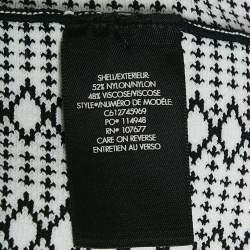 SHELL/EXTERIEUR:
52% NYLON/NYLON
48% VISCOSE/VISCOSE
STYLE#/NUMÉRO DE MODÈLE:
C612745969
PO# 114948
RN# 107677
CARE ON REVERSE
ENTRETIEN AU VERSO